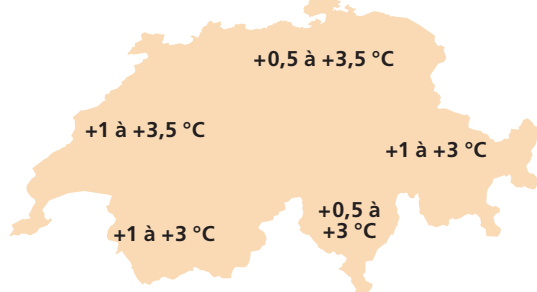 +0,5 à +3,5 °C
+1 à +3,5 °C
+1 à +3 °C
+0,5 à
+3 °C
+1 à +3 °C